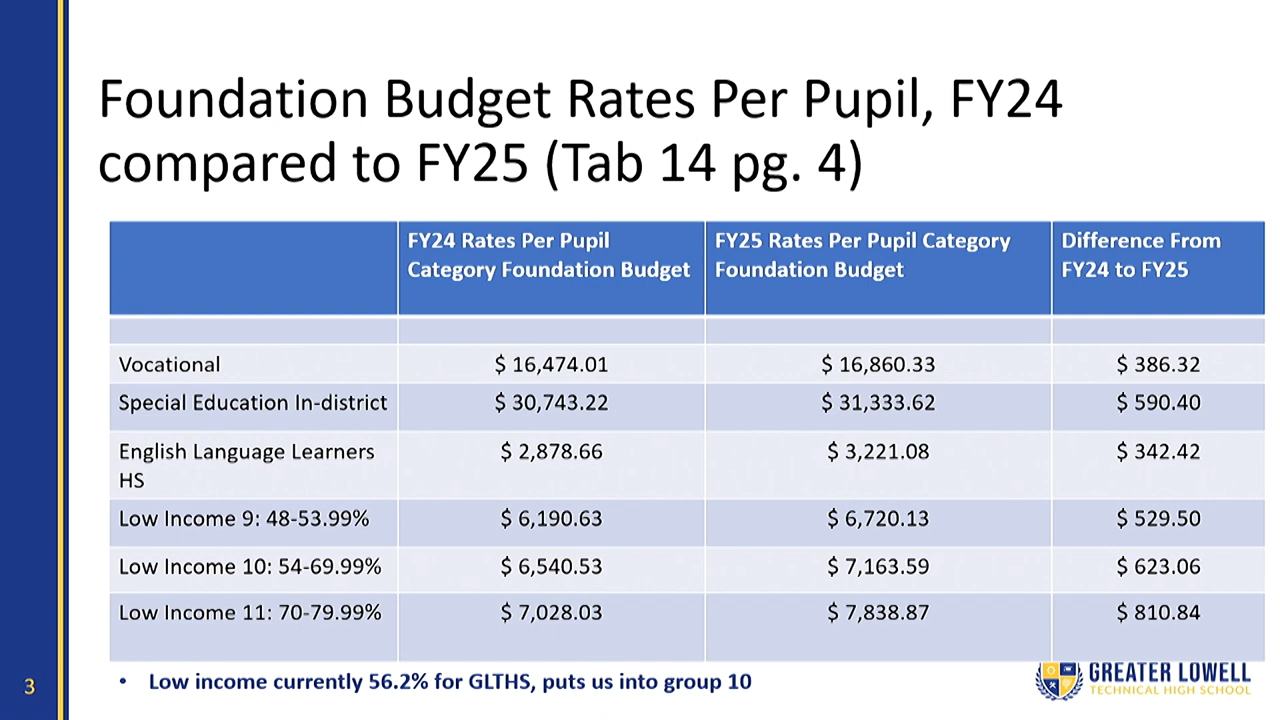 Foundation Budget Rates Per Pupil, FY24
compared to FY25 (Tab 14 pg. 4)
FY24 Rates Per Pupil
Category Foundation Budget
FY25 Rates Per Pupil Category
Foundation Budget
Difference From
FY24 to FY25
Vocational $ 16,474.01 $ 16,860.33 $ 386.32
Special Education In-district $ 30,743.22 $ 31,333.62 $ 590.40
English Language Learners
HS $ 2,878.66 $ 3,221.08 $ 342.42
Low Income 9: 48-53.99% $ 6,190.63 $ 6,720.13 $ 529.50
Low Income 10: 54-69.99% $ 6,540.53 $ 7,163.59 $ 623.06
Low Income 11: 70-79.99% $ 7,028.03 $ 7,838.87 $ 810.84
3
• Low income currently 56.2% for GLTHS, puts us into group 10
GREATER LOWELL
TECHNICAL HIGH SCHOOL